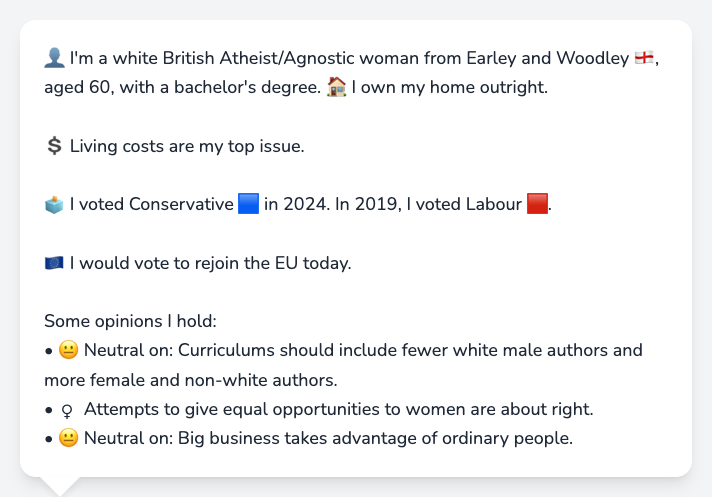 👤 I'm a white British Atheist/Agnostic woman from Earley and Woodley 🏴󠁧󠁢󠁥󠁮󠁧󠁿,
aged 60, with a bachelor's degree. 🏠 I own my home outright.
💲 Living costs are my top issue.
🗳️ I voted Conservative 🟦 in 2024. In 2019, I voted Labour 🟥.
🇪🇺 I would vote to rejoin the EU today.
Some opinions I hold:
• 😐 Neutral on: Curriculums should include fewer white male authors and
more female and non-white authors.
• ♀ Attempts to give equal opportunities to women are about right.
• 😐 Neutral on: Big business takes advantage of ordinary people.